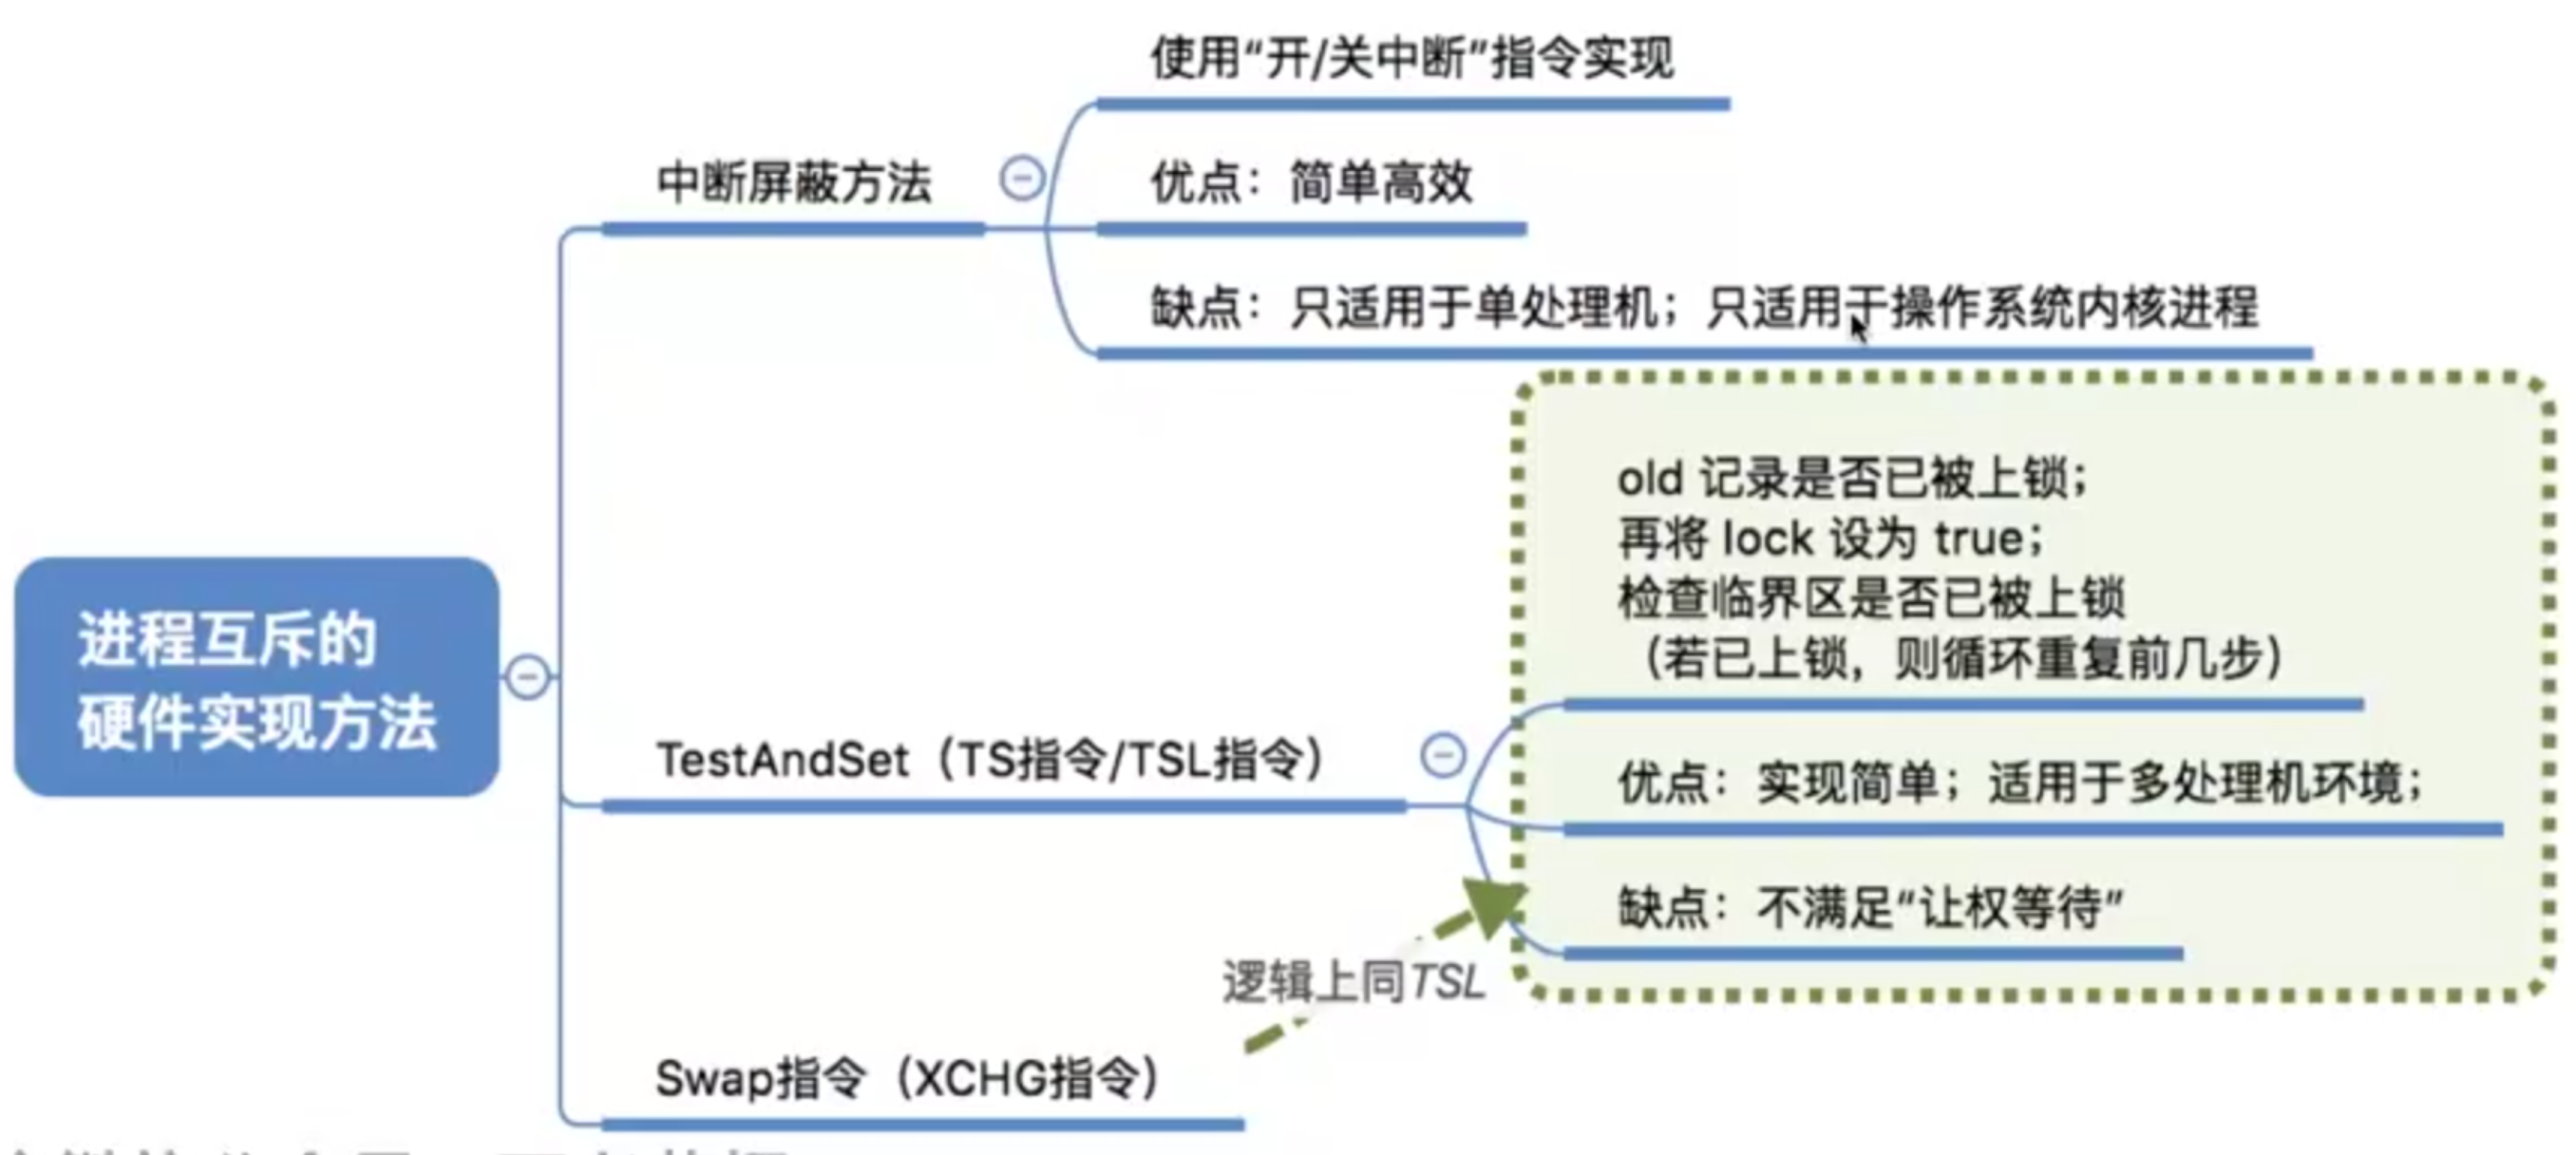 使用“开/关中断”指令实现
中断屏蔽方法
优点：简单高效
缺点：只适用于单处理机；只适用于操作系统内核进程
进程互斥的
硬件实现方法
old 记录是否已被上锁；
再将 lock 设为 true；
检查临界区是否已被上锁
（若已上锁，则循环重复前几步）
TestAndSet（TS指令/TSL指令）
优点：实现简单；适用于多处理机环境；
缺点：不满足“让权等待”
逻辑上同TSL
Swap指令（XCHG指令）